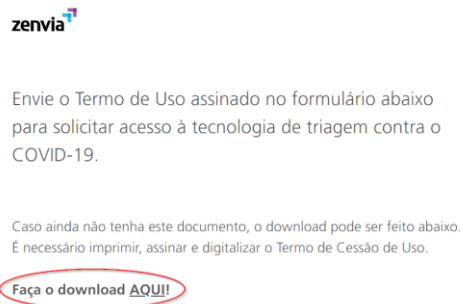 zenvia
Envie o Termo de Uso assinado no formulário abaixo
para solicitar acesso à tecnologia de triagem contra o
COVID-19.
Caso ainda não tenha este documento, o download pode ser feito abaixo.
É necessário imprimir, assinar e digitalizar o Termo de Cessão de Uso.
Faça o download AQUI!